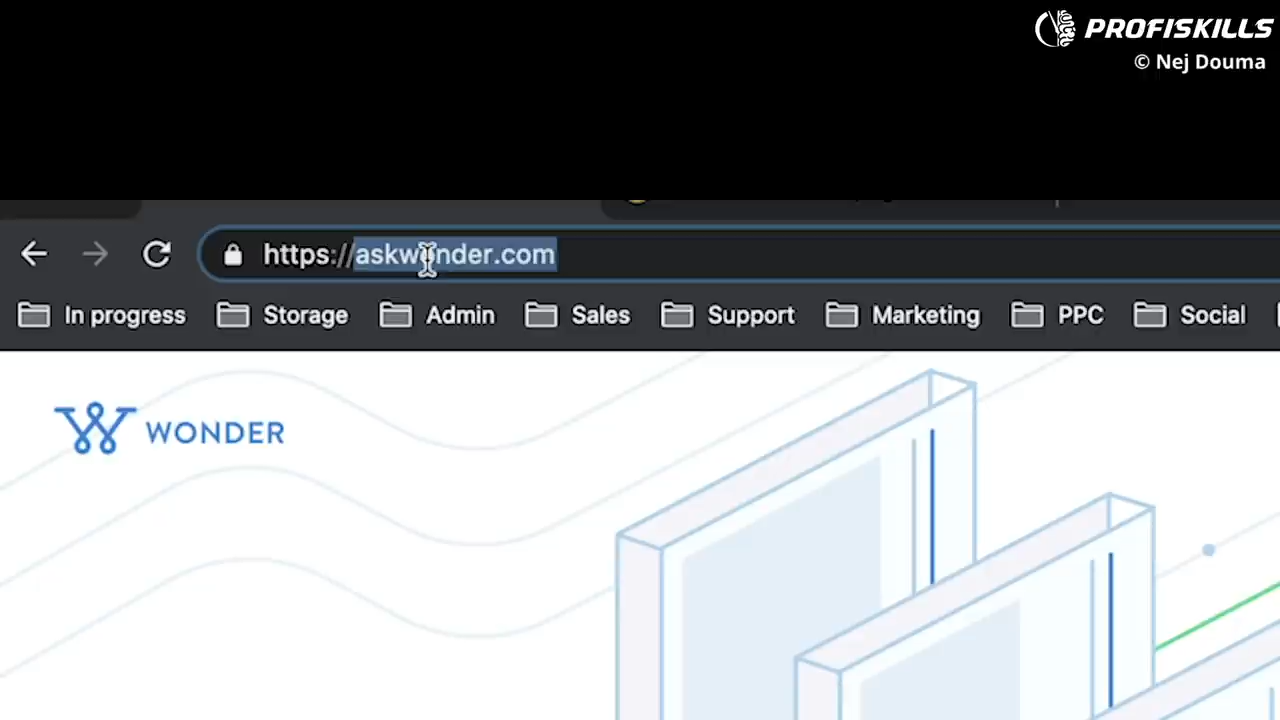 PROFISKILLS
© Nej Douma
https://askwonder.com
In progress Storage Admin Sales Support Marketing PPC Social
WONDER